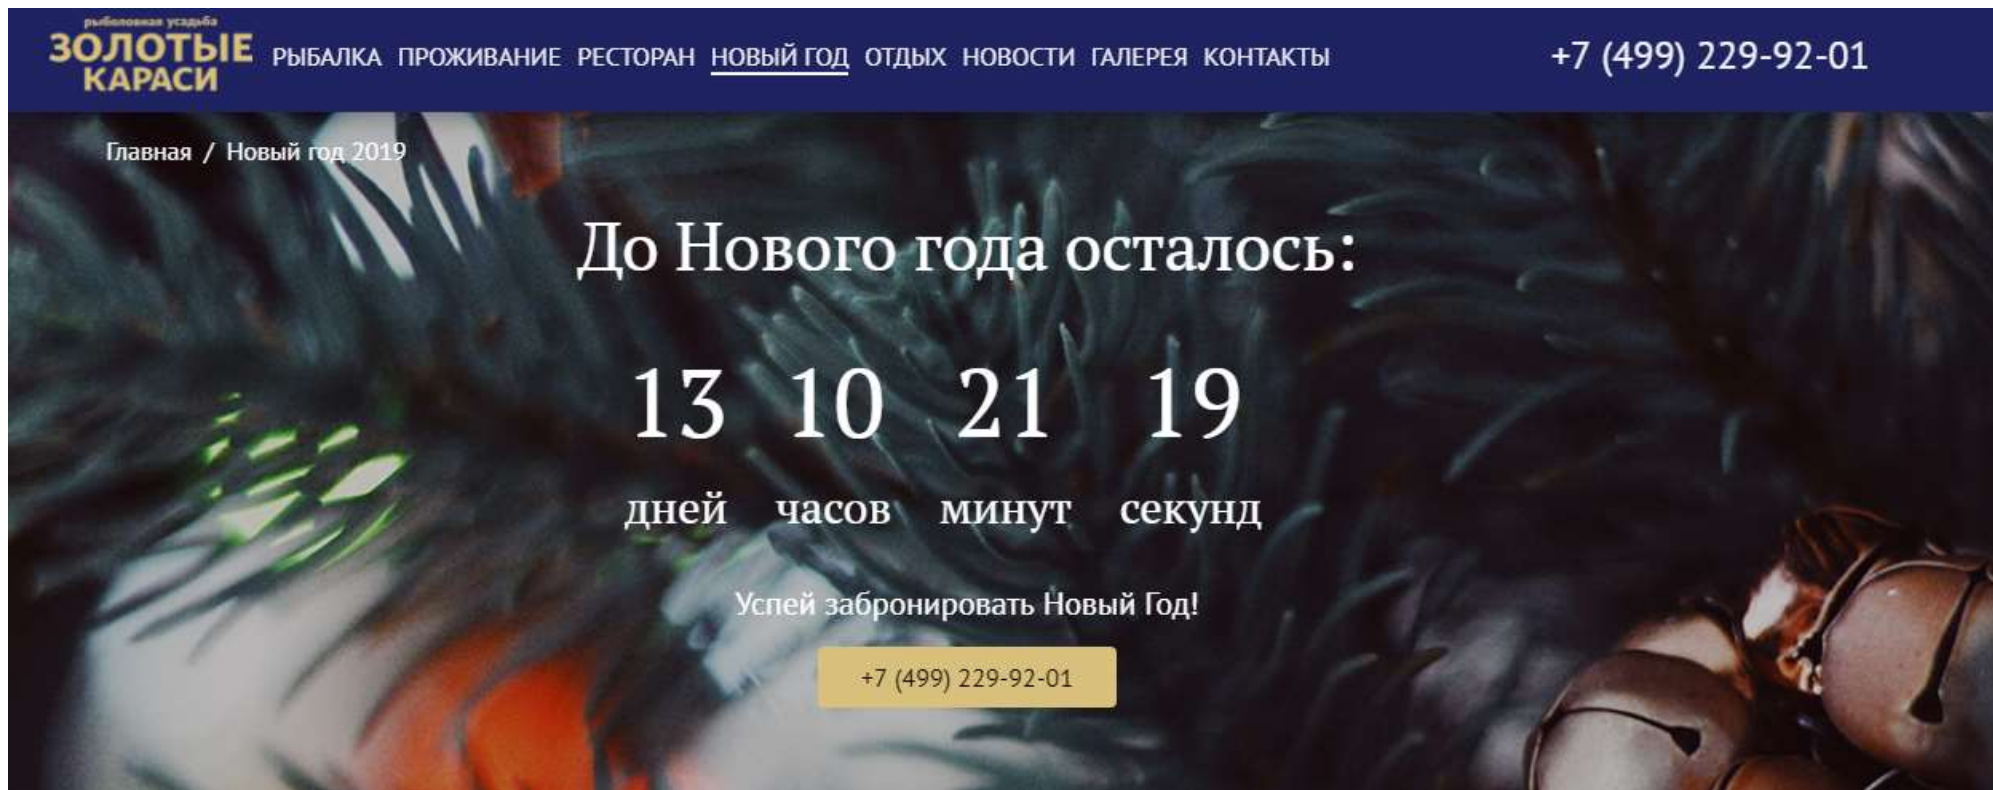 рыболовная усадьба
ЗОЛОТЫЕ
КАРАСИ
РЫБАЛКА ПРОЖИВАНИЕ РЕСТОРАН НОВЫЙ ГОД ОТДЫХ НОВОСТИ ГАЛЕРЕЯ КОНТАКТЫ
+7 (499) 229-92-01
Главная / Новый год 2019
До Нового года осталось:
13 10 21 19
дней часов минут секунд
Успей забронировать Новый Год!
+7 (499) 229-92-01